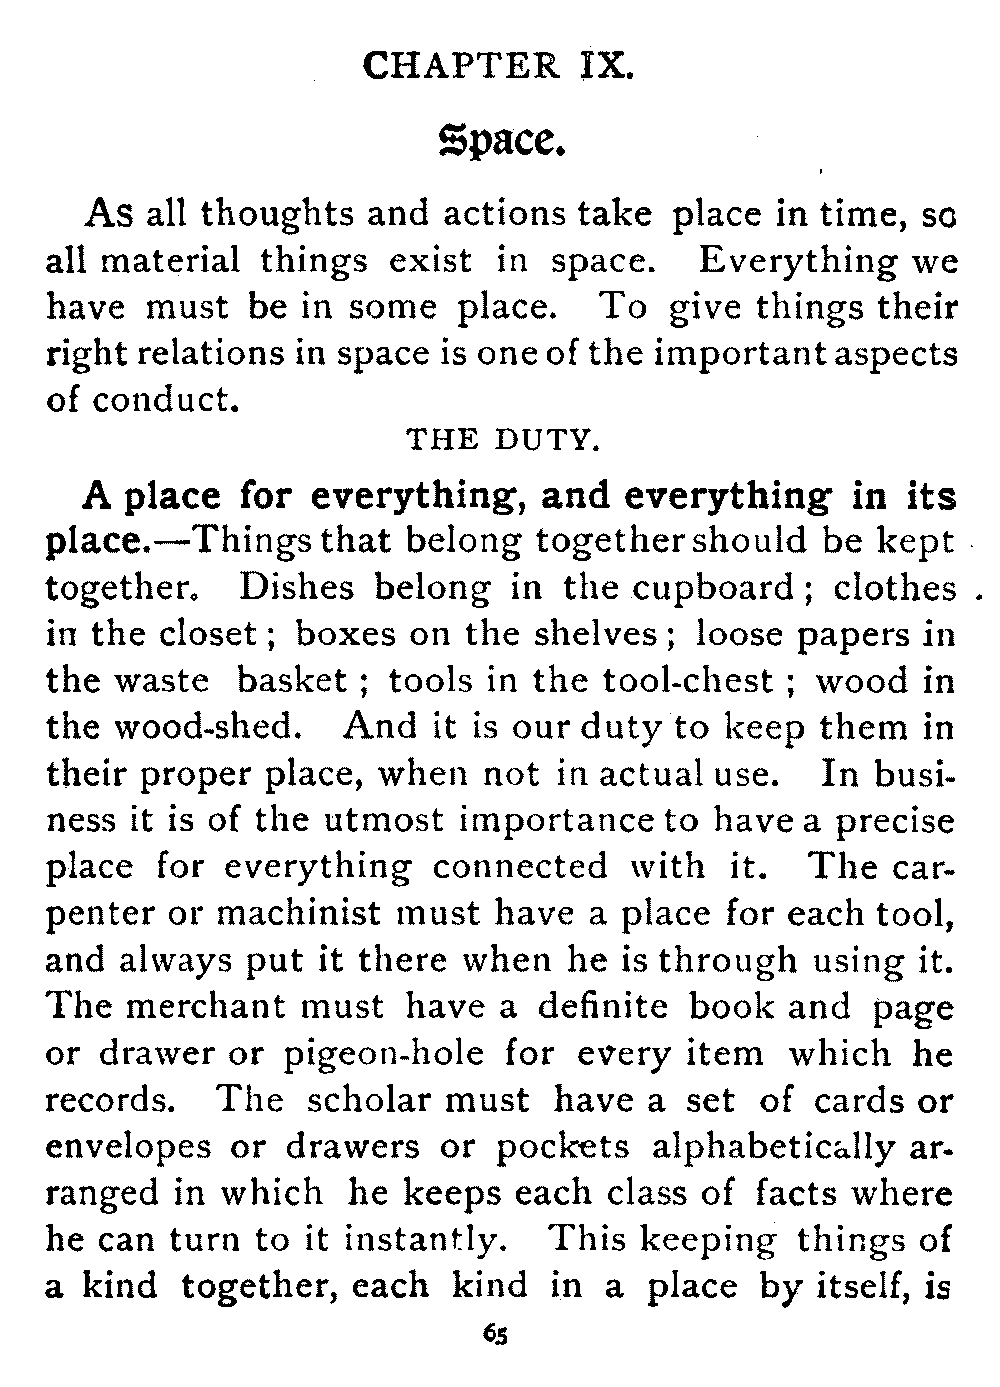 CHAPTER IX.
Space.
As all thoughts and actions take place in time, so
all material things exist in space. Everything we
have must be in some place. To give things their
right relations in space is one of the important aspects
of conduct.
THE DUTY.
A place for everything, and everything in its
place.—Things that belong together should be kept
together. Dishes belong in the cupboard; clothes
in the closet; boxes on the shelves; loose papers in
the waste basket; tools in the tool-chest; wood in
the wood-shed. And it is our duty to keep them in
their proper place, when not in actual use. In busi-
ness it is of the utmost importance to have a precise
place for everything connected with it. The car-
penter or machinist must have a place for each tool,
and always put it there when he is through using it.
The merchant must have a definite book and page
or drawer or pigeon-hole for every item which he
records. The scholar must have a set of cards or
envelopes or drawers or pockets alphabetically ar-
ranged in which he keeps each class of facts where
he can turn to it instantly. This keeping things of
a kind together, each kind in a place by itself, is
65